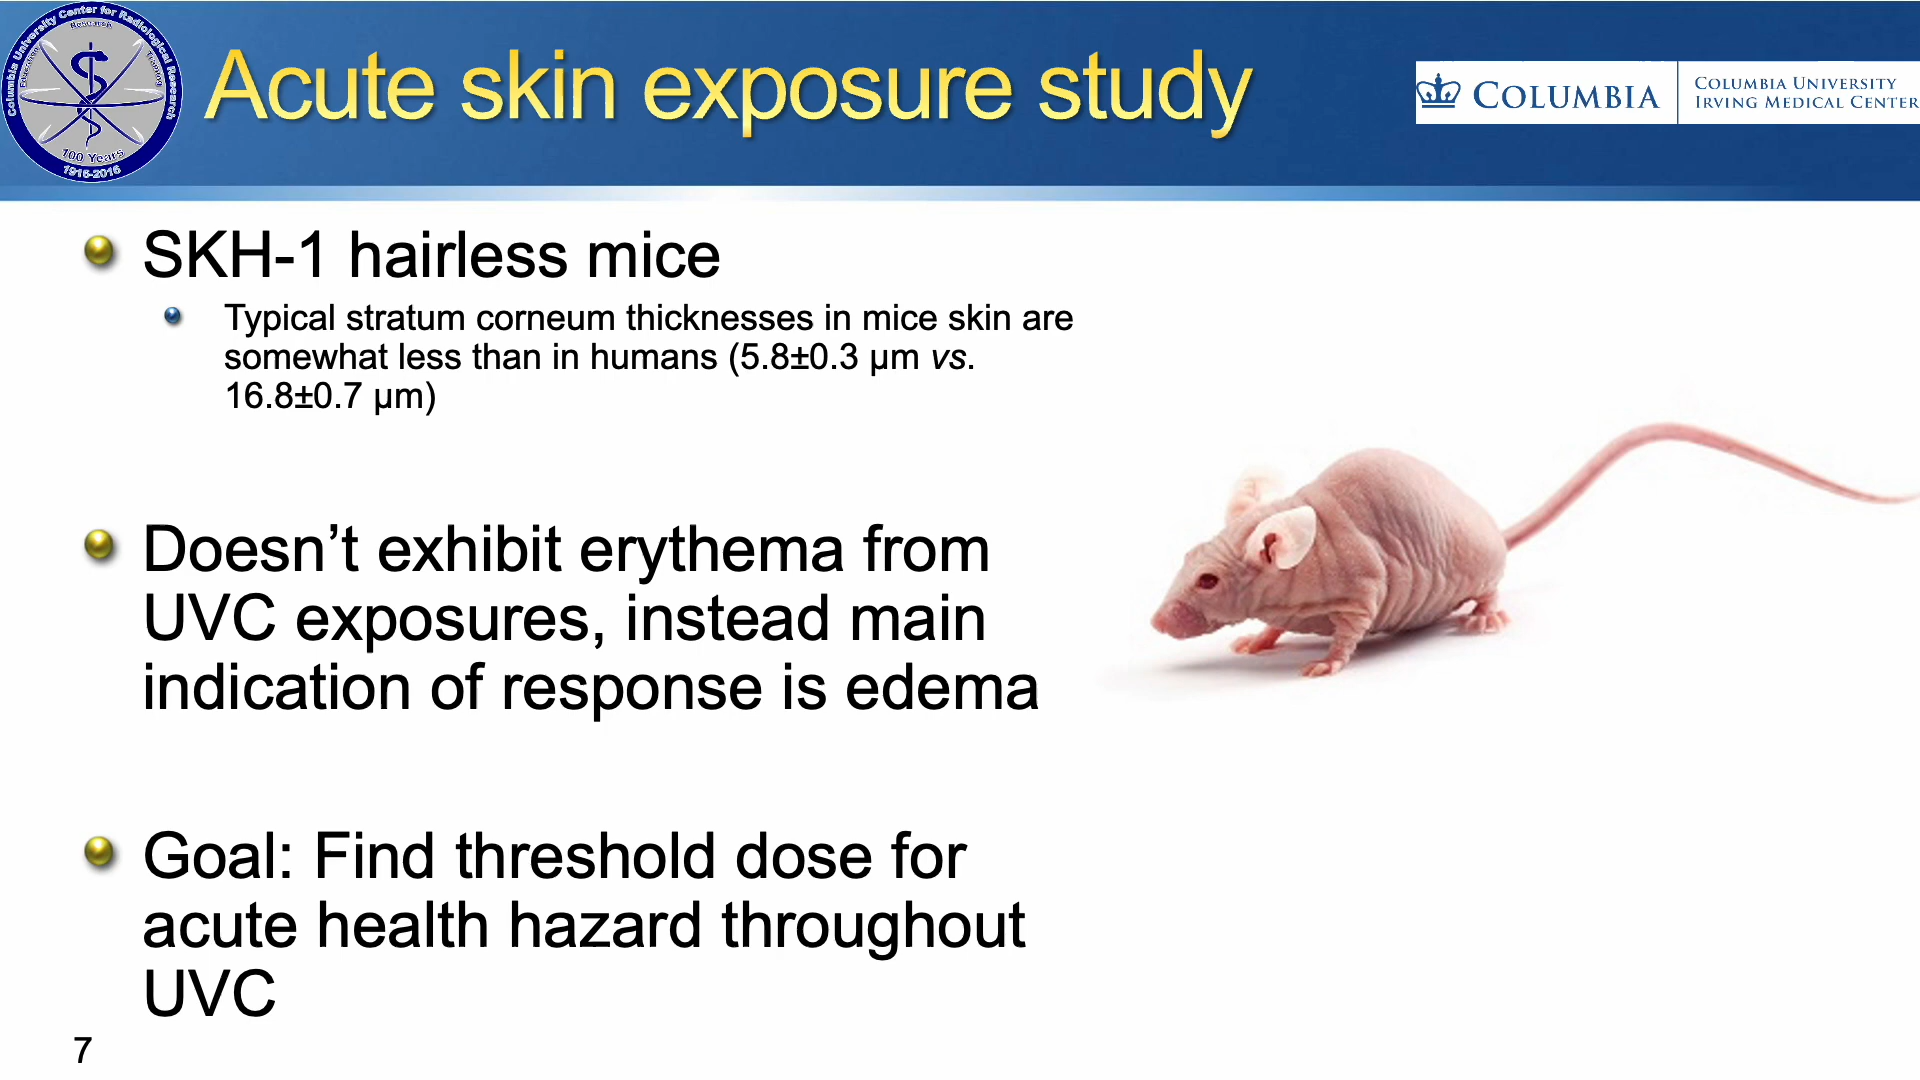 Columbia University Center for Radiological Research
Research
Education
Training
100 Years
1916-2016
Acute skin exposure study
COLUMBIA
COLUMBIA UNIVERSITY
IRVING MEDICAL CENTER
SKH-1 hairless mice
Typical stratum corneum thicknesses in mice skin are
somewhat less than in humans (5.8±0.3 µm vs.
16.8±0.7 µm)
Doesn’t exhibit erythema from
UVC exposures, instead main
indication of response is edema
Goal: Find threshold dose for
acute health hazard throughout
UVC
7